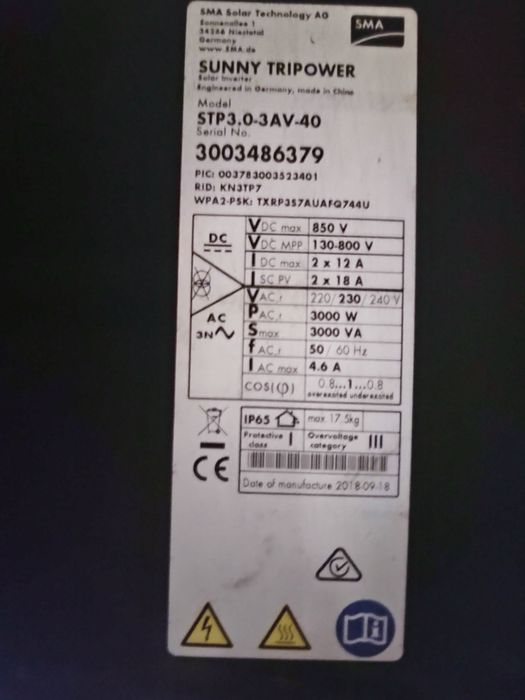 SMA Solar Technology AG
Sonnenallee 1
34266 Niestetal
Germany
www.SMA.de
SMA
SUNNY TRIPOWER
Solar Inverter
Engineered in Germany, made in China
Model
STP3.0-3AV-40
Serial No.
3003486379
PIC: 003783003523401
RID: KN3TP7
WPA2-PSK: TXRP3S7AUAFQ744U
DC
VDC max 850 V
VDC MPP 130-800 V
IDC max 2 x 12 A
ISC PV 2 x 18 A
AC
3N
VAC,r 220/230/240 V
PAC,r 3000 W
Smax 3000 VA
fAC,r 50/60 Hz
IAC max 4.6 A
COS(φ) 0.8...1...0.8
overexcited underexcited
IP65 max 17.5kg
Protective class I Overvoltage category III
CE
Date of manufacture 2018-09-18